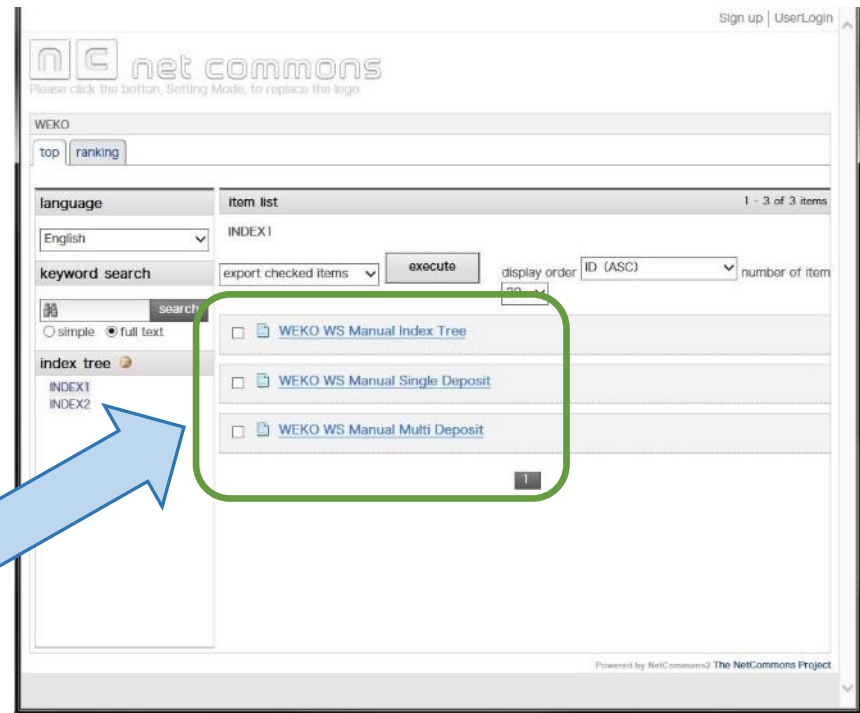 Sign up | UserLogin
nc net commons
Please click the bottun, Setting Mode, to replace the logo.
WEKO
top ranking
language
English
keyword search
search
simple full text
index tree
INDEX1
INDEX2
item list 1 - 3 of 3 items
INDEX1
export checked items execute display order ID (ASC) number of item
20
WEKO WS Manual Index Tree
WEKO WS Manual Single Deposit
WEKO WS Manual Multi Deposit
1
Powered by NetCommons2 The NetCommons Project